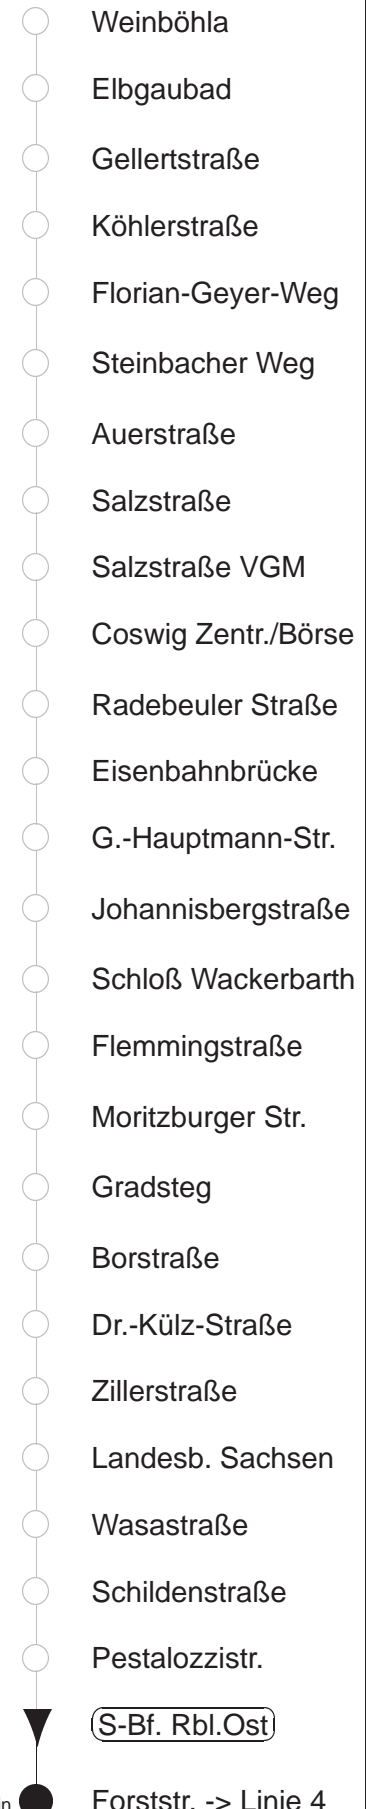 Weinböhla
Elbgaubad
Gellertstraße
Köhlerstraße
Florian-Geyer-Weg
Steinbacher Weg
Auerstraße
Salzstraße
Salzstraße VGM
Coswig Zentr./Börse
Radebeuler Straße
Eisenbahnbrücke
G.-Hauptmann-Str.
Johannisbergstraße
Schloß Wackerbarth
Flemmingstraße
Moritzburger Str.
Gradsteg
Borstraße
Dr.-Külz-Straße
Zillerstraße
Landesb. Sachsen
Wasastraße
Schildenstraße
Pestalozzistr.
S-Bf. Rbl.Ost
Forststr. -> Linie 4